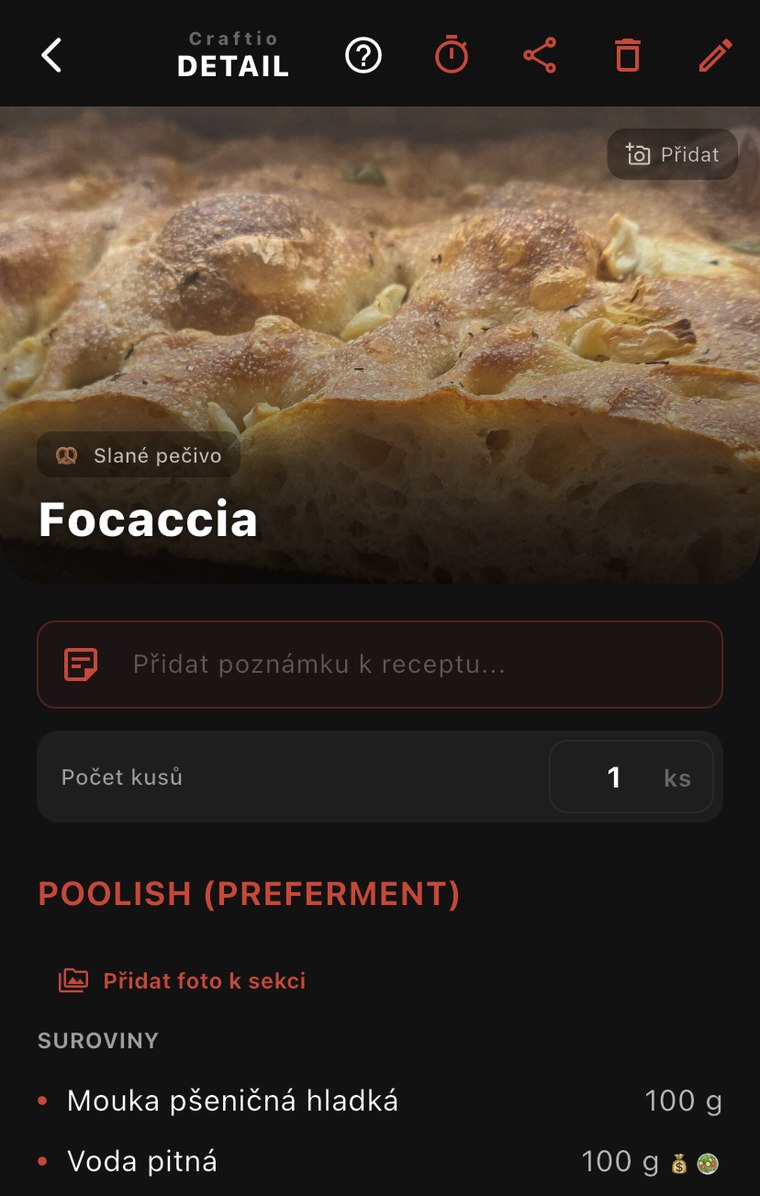 Craftio
DETAIL
Přidat
Slané pečivo
Focaccia
Přidat poznámku k receptu...
Počet kusů 1 ks
POOLISH (PREFERMENT)
Přidat foto k sekci
SUROVINY
• Mouka pšeničná hladká 100 g
• Voda pitná 100 g